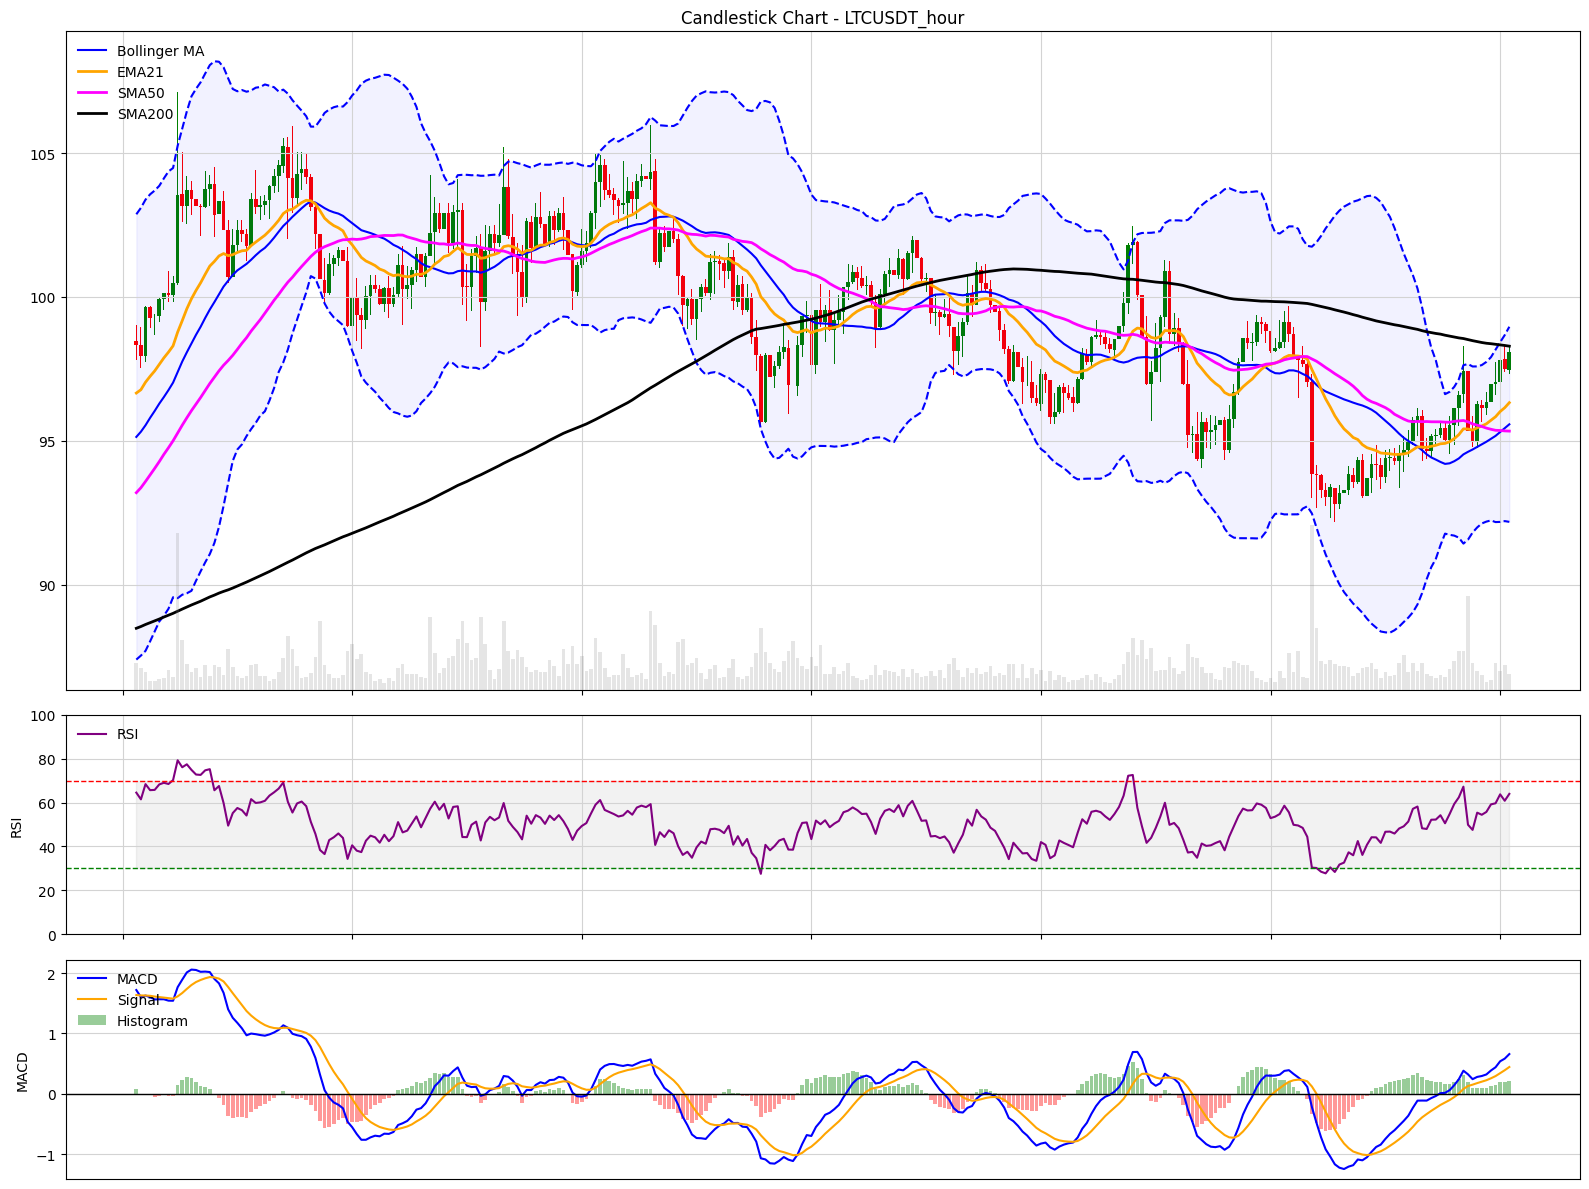 Candlestick Chart - LTCUSDT_hour
Bollinger MA
EMA21
SMA50
SMA200
105
100
95
90
RSI
100
80
60
40
20
0
RSI
MACD
Signal
Histogram
2
1
0
−1
MACD